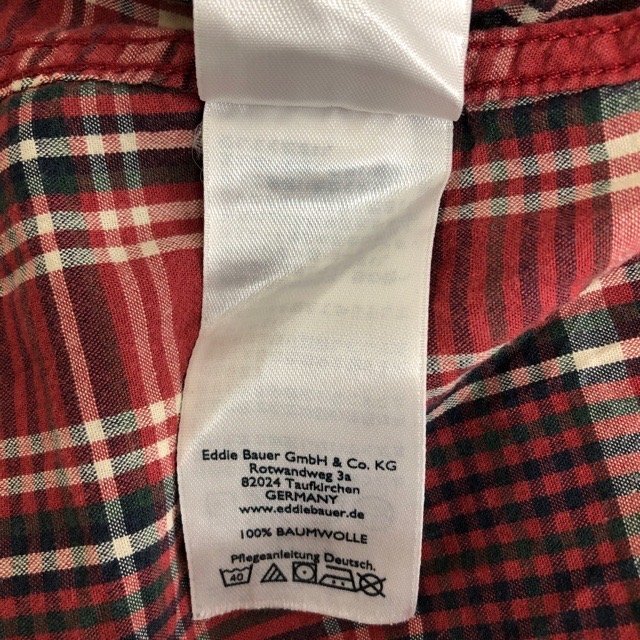 Eddie Bauer GmbH & Co. KG
Rotwandweg 3a
82024 Taufkirchen
GERMANY
www.eddiebauer.de
100% BAUMWOLLE
Pflegeanleitung Deutsch.
40